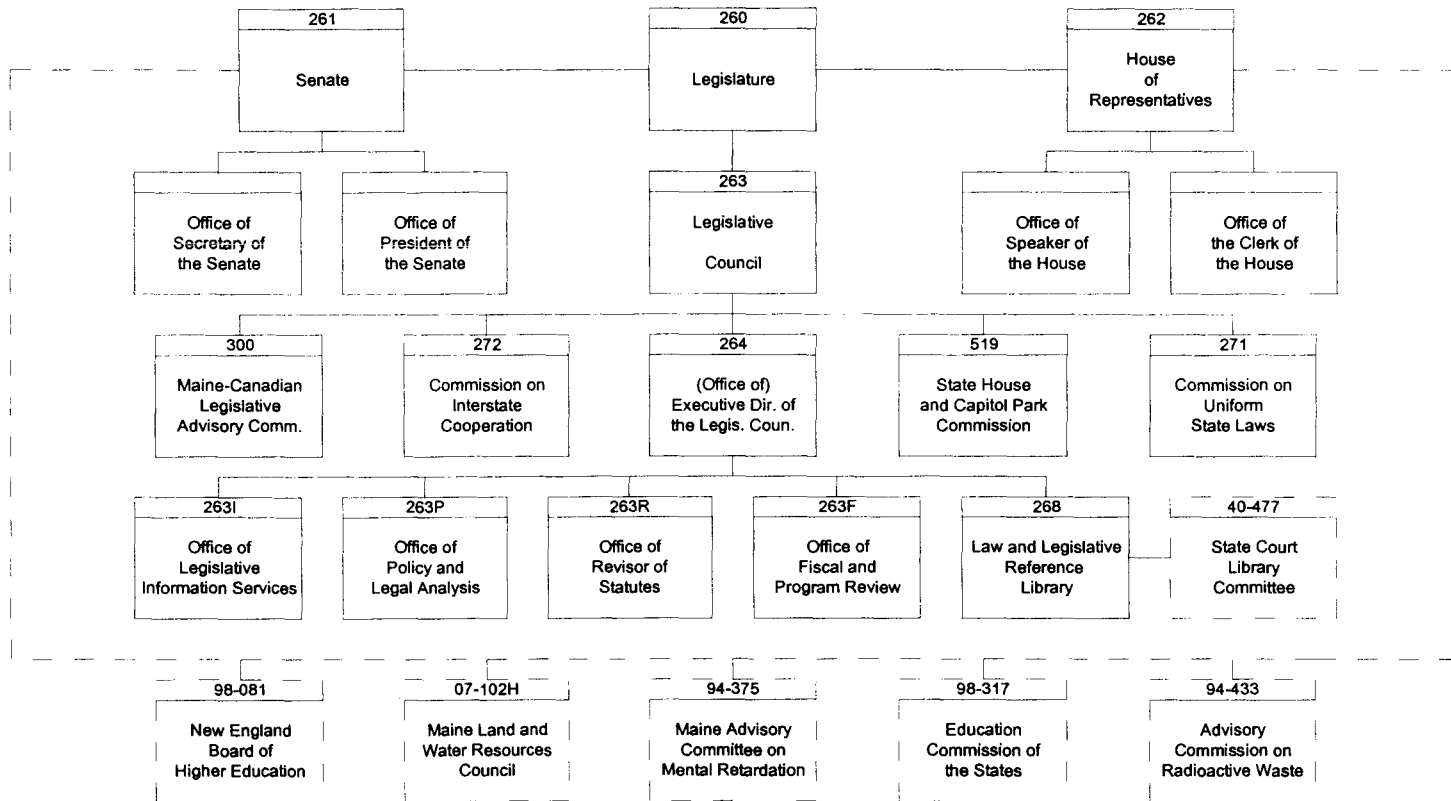 261
Senate
260
Legislature
262
House
of
Representatives
Office of
Secretary of
the Senate
Office of
President of
the Senate
263
Legislative
Council
Office of
Speaker of
the House
Office of
the Clerk of
the House
300
Maine-Canadian
Legislative
Advisory Comm.
272
Commission on
Interstate
Cooperation
264
(Office of)
Executive Dir. of
the Legis. Coun.
519
State House
and Capitol Park
Commission
271
Commission on
Uniform
State Laws
263I
Office of
Legislative
Information Services
263P
Office of
Policy and
Legal Analysis
263R
Office of
Revisor of
Statutes
263F
Office of
Fiscal and
Program Review
268
Law and Legislative
Reference
Library
40-477
State Court
Library
Committee
98-081
New England
Board of
Higher Education
07-102H
Maine Land and
Water Resources
Council
94-375
Maine Advisory
Committee on
Mental Retardation
98-317
Education
Commission of
the States
94-433
Advisory
Commission on
Radioactive Waste